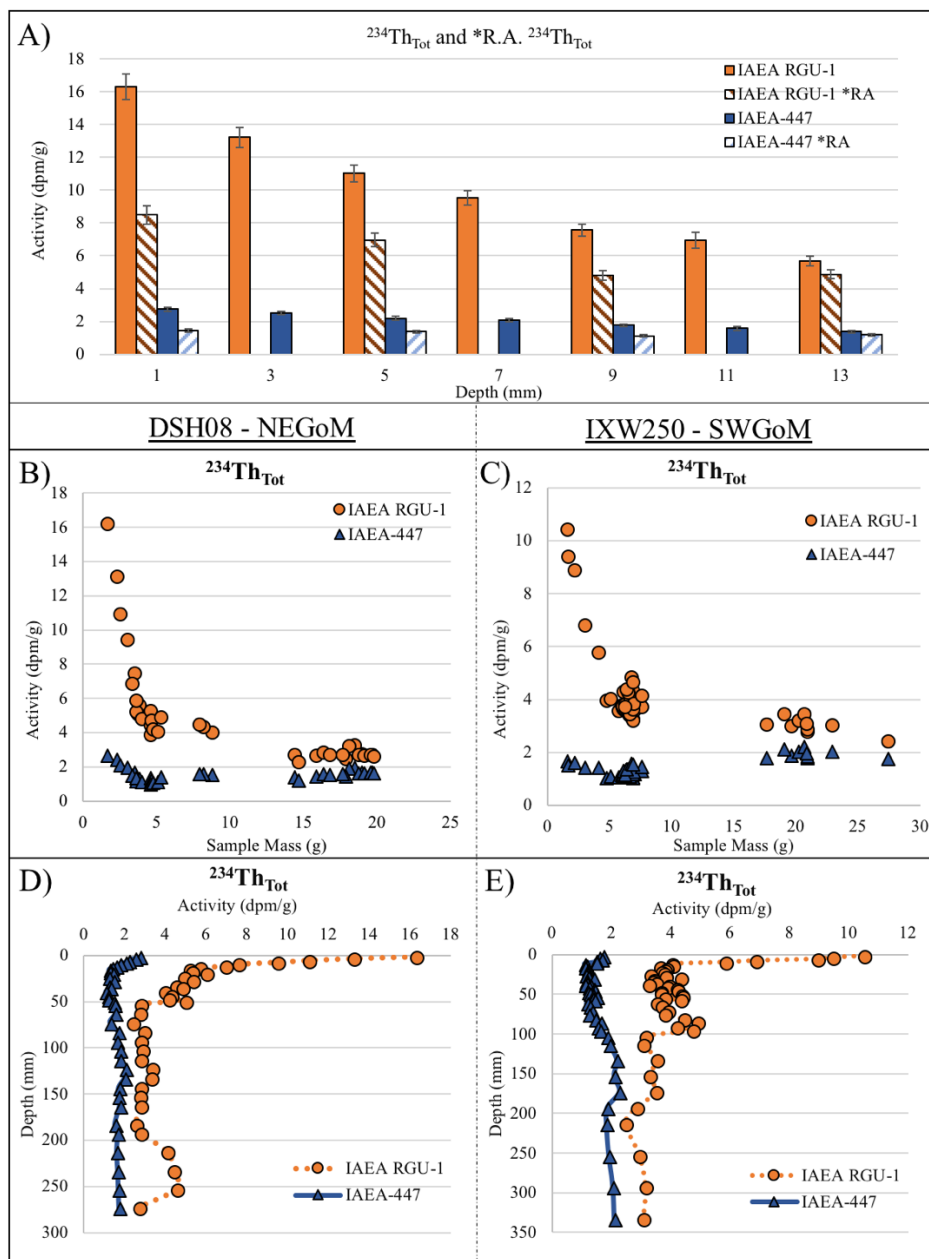 A)
²³⁴Th_Tot and *R.A. ²³⁴Th_Tot
IAEA RGU-1
IAEA RGU-1 *RA
IAEA-447
IAEA-447 *RA
Activity (dpm/g)
18
16
14
12
10
8
6
4
2
0
1 3 5 7 9 11 13
Depth (mm)
DSH08 - NEGoM
IXW250 - SWGoM
B)
²³⁴Th_Tot
IAEA RGU-1
IAEA-447
Activity (dpm/g)
18
16
14
12
10
8
6
4
2
0
0 5 10 15 20 25
Sample Mass (g)
C)
²³⁴Th_Tot
IAEA RGU-1
IAEA-447
Activity (dpm/g)
12
10
8
6
4
2
0
0 5 10 15 20 25 30
Sample Mass (g)
D)
²³⁴Th_Tot
Activity (dpm/g)
0 2 4 6 8 10 12 14 16 18
0
50
100
150
200
250
300
Depth (mm)
IAEA RGU-1
IAEA-447
E)
²³⁴Th_Tot
Activity (dpm/g)
0 2 4 6 8 10 12
0
50
100
150
200
250
300
350
Depth (mm)
IAEA RGU-1
IAEA-447